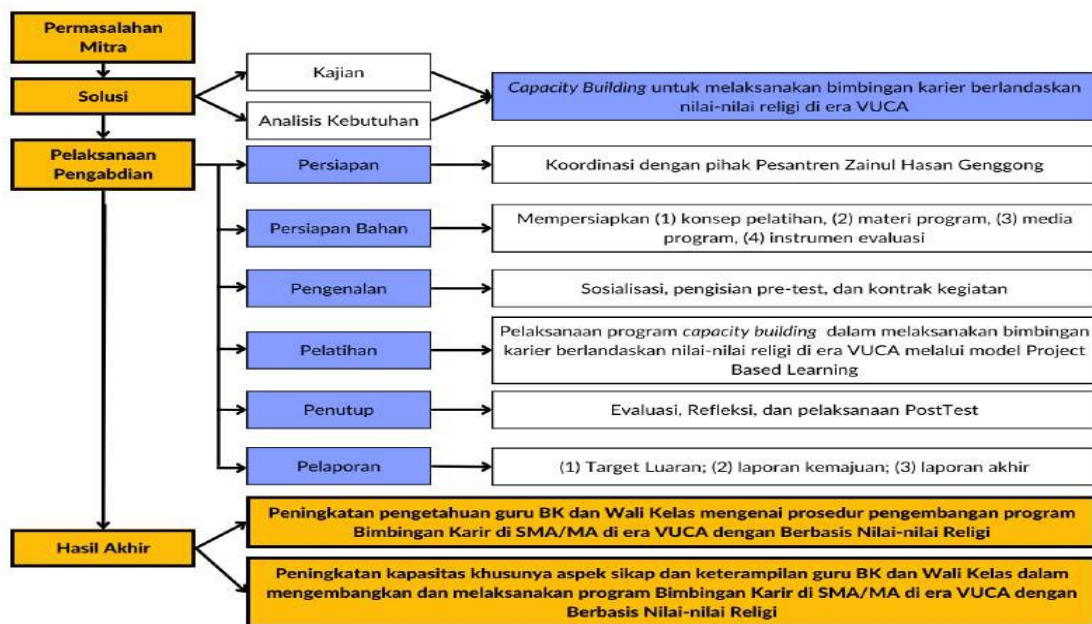 Permasalahan
Mitra
Solusi
Kajian
Analisis Kebutuhan
Capacity Building untuk melaksanakan bimbingan karier berlandaskan
nilai-nilai religi di era VUCA
Pelaksanaan
Pengabdian
Persiapan
Koordinasi dengan pihak Pesantren Zainul Hasan Genggong
Persiapan Bahan
Mempersiapkan (1) konsep pelatihan, (2) materi program, (3) media
program, (4) instrumen evaluasi
Pengenalan
Sosialisasi, pengisian pre-test, dan kontrak kegiatan
Pelatihan
Pelaksanaan program capacity building dalam melaksanakan bimbingan
karier berlandaskan nilai-nilai religi di era VUCA melalui model Project
Based Learning
Penutup
Evaluasi, Refleksi, dan pelaksanaan PostTest
Pelaporan
(1) Target Luaran; (2) laporan kemajuan; (3) laporan akhir
Hasil Akhir
Peningkatan pengetahuan guru BK dan Wali Kelas mengenai prosedur pengembangan program
Bimbingan Karir di SMA/MA di era VUCA dengan Berbasis Nilai-nilai Religi
Peningkatan kapasitas khusunya aspek sikap dan keterampilan guru BK dan Wali Kelas dalam
mengembangkan dan melaksanakan program Bimbingan Karir di SMA/MA di era VUCA dengan
Berbasis Nilai-nilai Religi